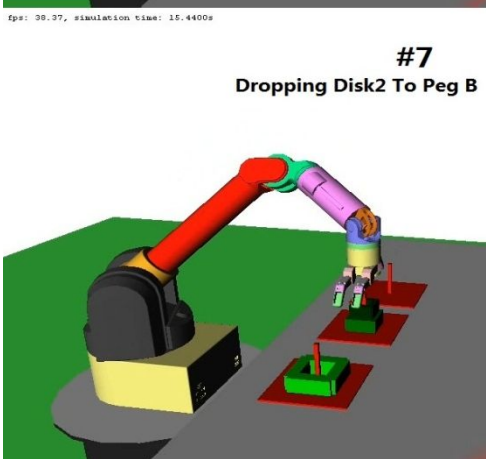 fps: 38.37, simulation time: 15.4400s
#7
Dropping Disk2 To Peg B